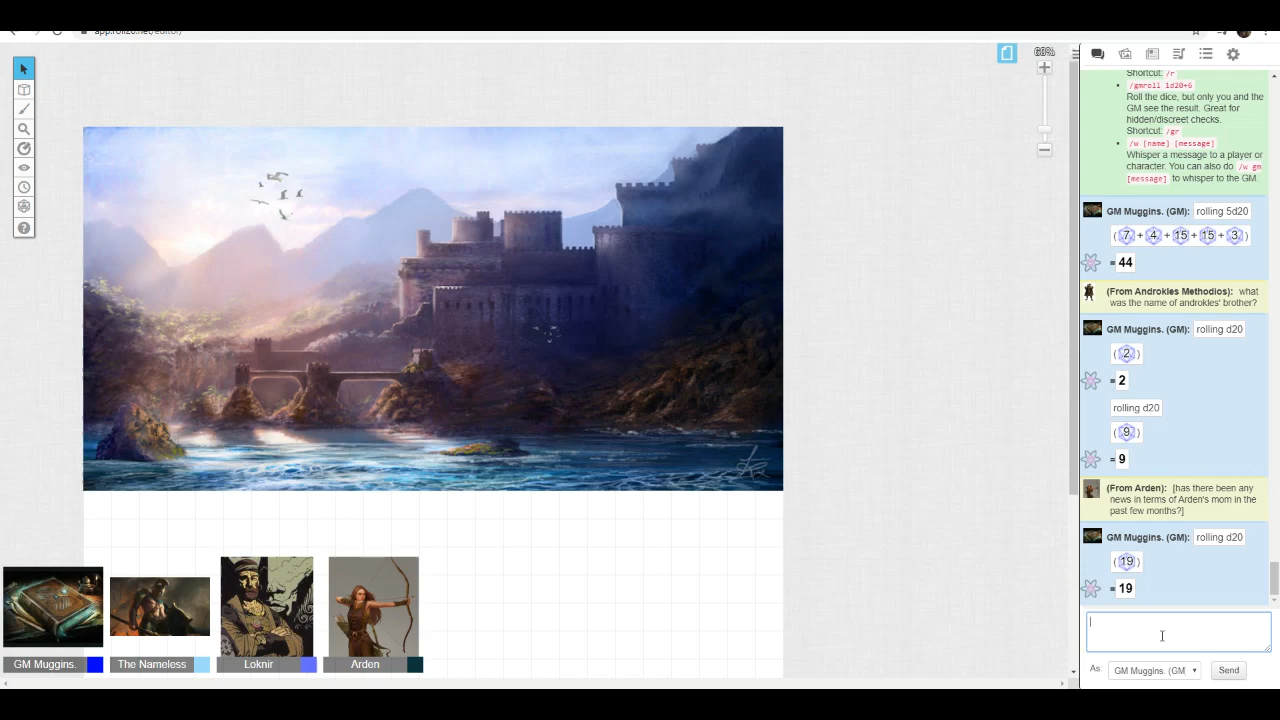 app.roll20.net/editor/
68%
Shortcut: /r
/gmroll 1d20+6
Roll the dice, but only you and the
GM see the result. Great for
hidden/discreet checks.
Shortcut: /gr
/w [name] [message]
Whisper a message to a player or
character. You can also do /w gm
[message] to whisper to the GM.
GM Muggins. (GM): rolling 5d20
(7+4+15+15+3)
=44
(From Androkles Methodios): what
was the name of androkles' brother?
GM Muggins. (GM): rolling d20
(2)
=2
rolling d20
(9)
=9
(From Arden): [has there been any
news in terms of Arden's mom in the
past few months?]
GM Muggins. (GM): rolling d20
(19)
=19
As: GM Muggins. (GM Send
GM Muggins. The Nameless Loknir Arden